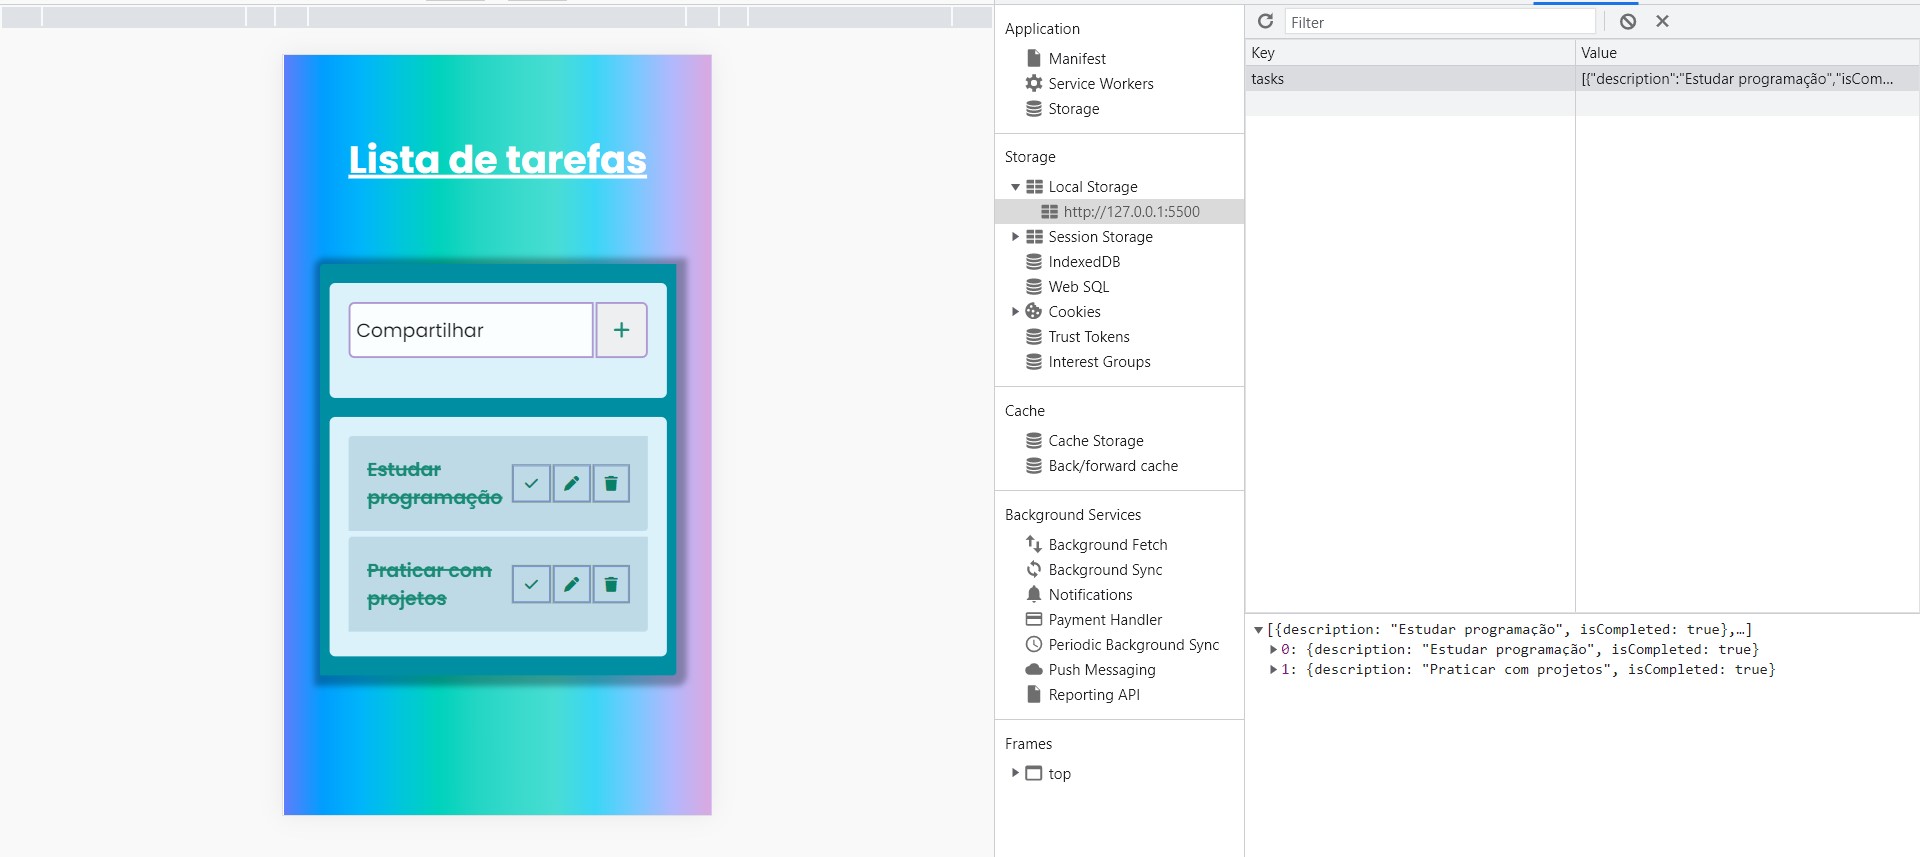 Lista de tarefas
Compartilhar
+
Estudar
programação
Praticar com
projetos
Application
Manifest
Service Workers
Storage
Storage
Local Storage
http://127.0.0.1:5500
Session Storage
IndexedDB
Web SQL
Cookies
Trust Tokens
Interest Groups
Cache
Cache Storage
Back/forward cache
Background Services
Background Fetch
Background Sync
Notifications
Payment Handler
Periodic Background Sync
Push Messaging
Reporting API
Frames
top
Filter
Key Value
tasks [{"description":"Estudar programação","isCom...
[{description: "Estudar programação", isCompleted: true},…]
0: {description: "Estudar programação", isCompleted: true}
1: {description: "Praticar com projetos", isCompleted: true}